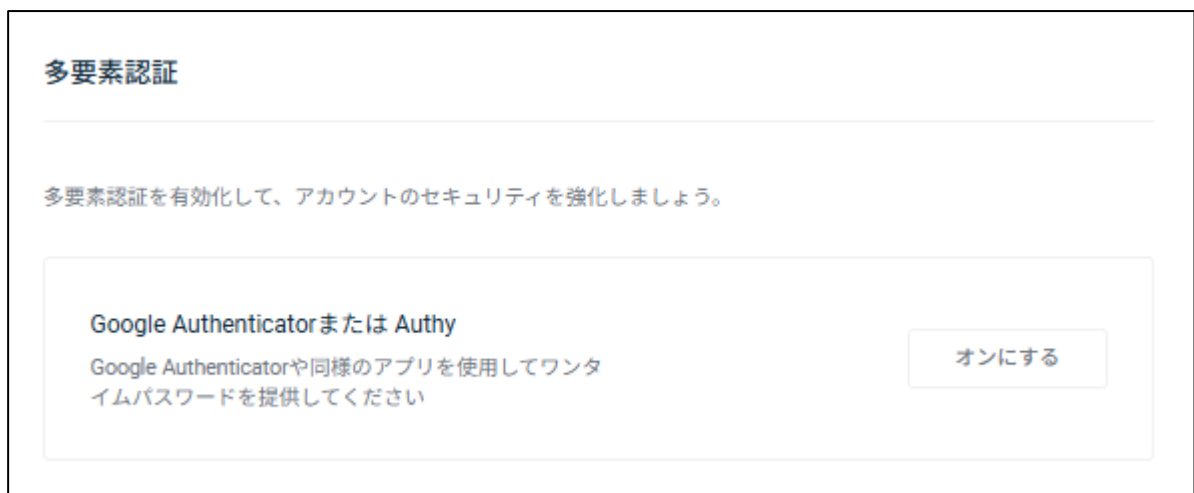 多要素認証
多要素認証を有効化して、アカウントのセキュリティを強化しましょう。
Google Authenticatorまたは Authy
Google Authenticatorや同様のアプリを使用してワンタ
イムパスワードを提供してください
オンにする